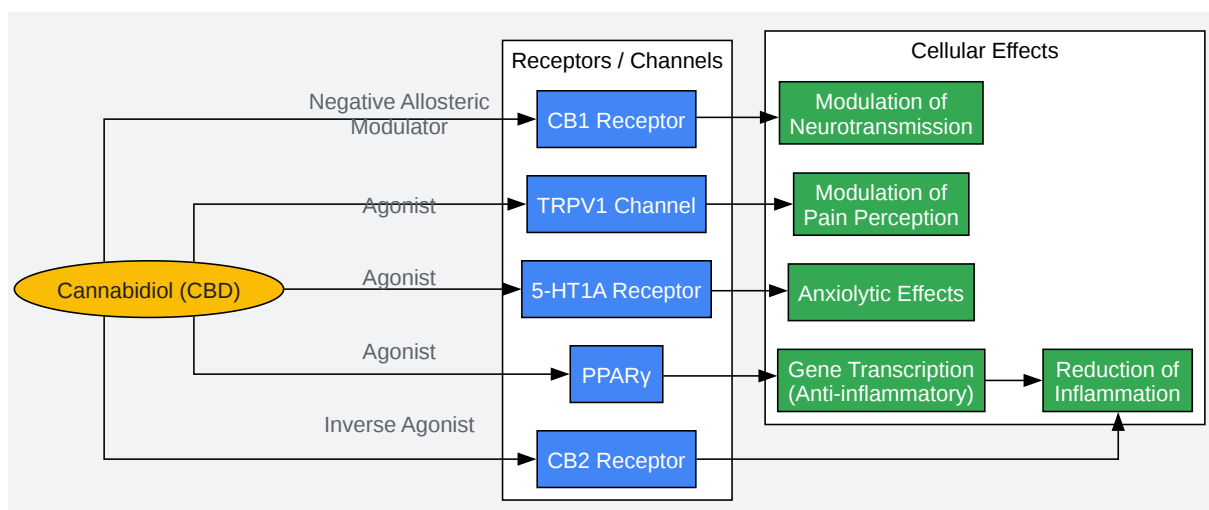 Receptors / Channels
Cellular Effects
Negative Allosteric
Modulator
CB1 Receptor
Modulation of
Neurotransmission
Agonist
TRPV1 Channel
Modulation of
Pain Perception
Cannabidiol (CBD)
Agonist
5-HT1A Receptor
Anxiolytic Effects
Agonist
PPARγ
Gene Transcription
(Anti-inflammatory)
Reduction of
Inflammation
Inverse Agonist
CB2 Receptor